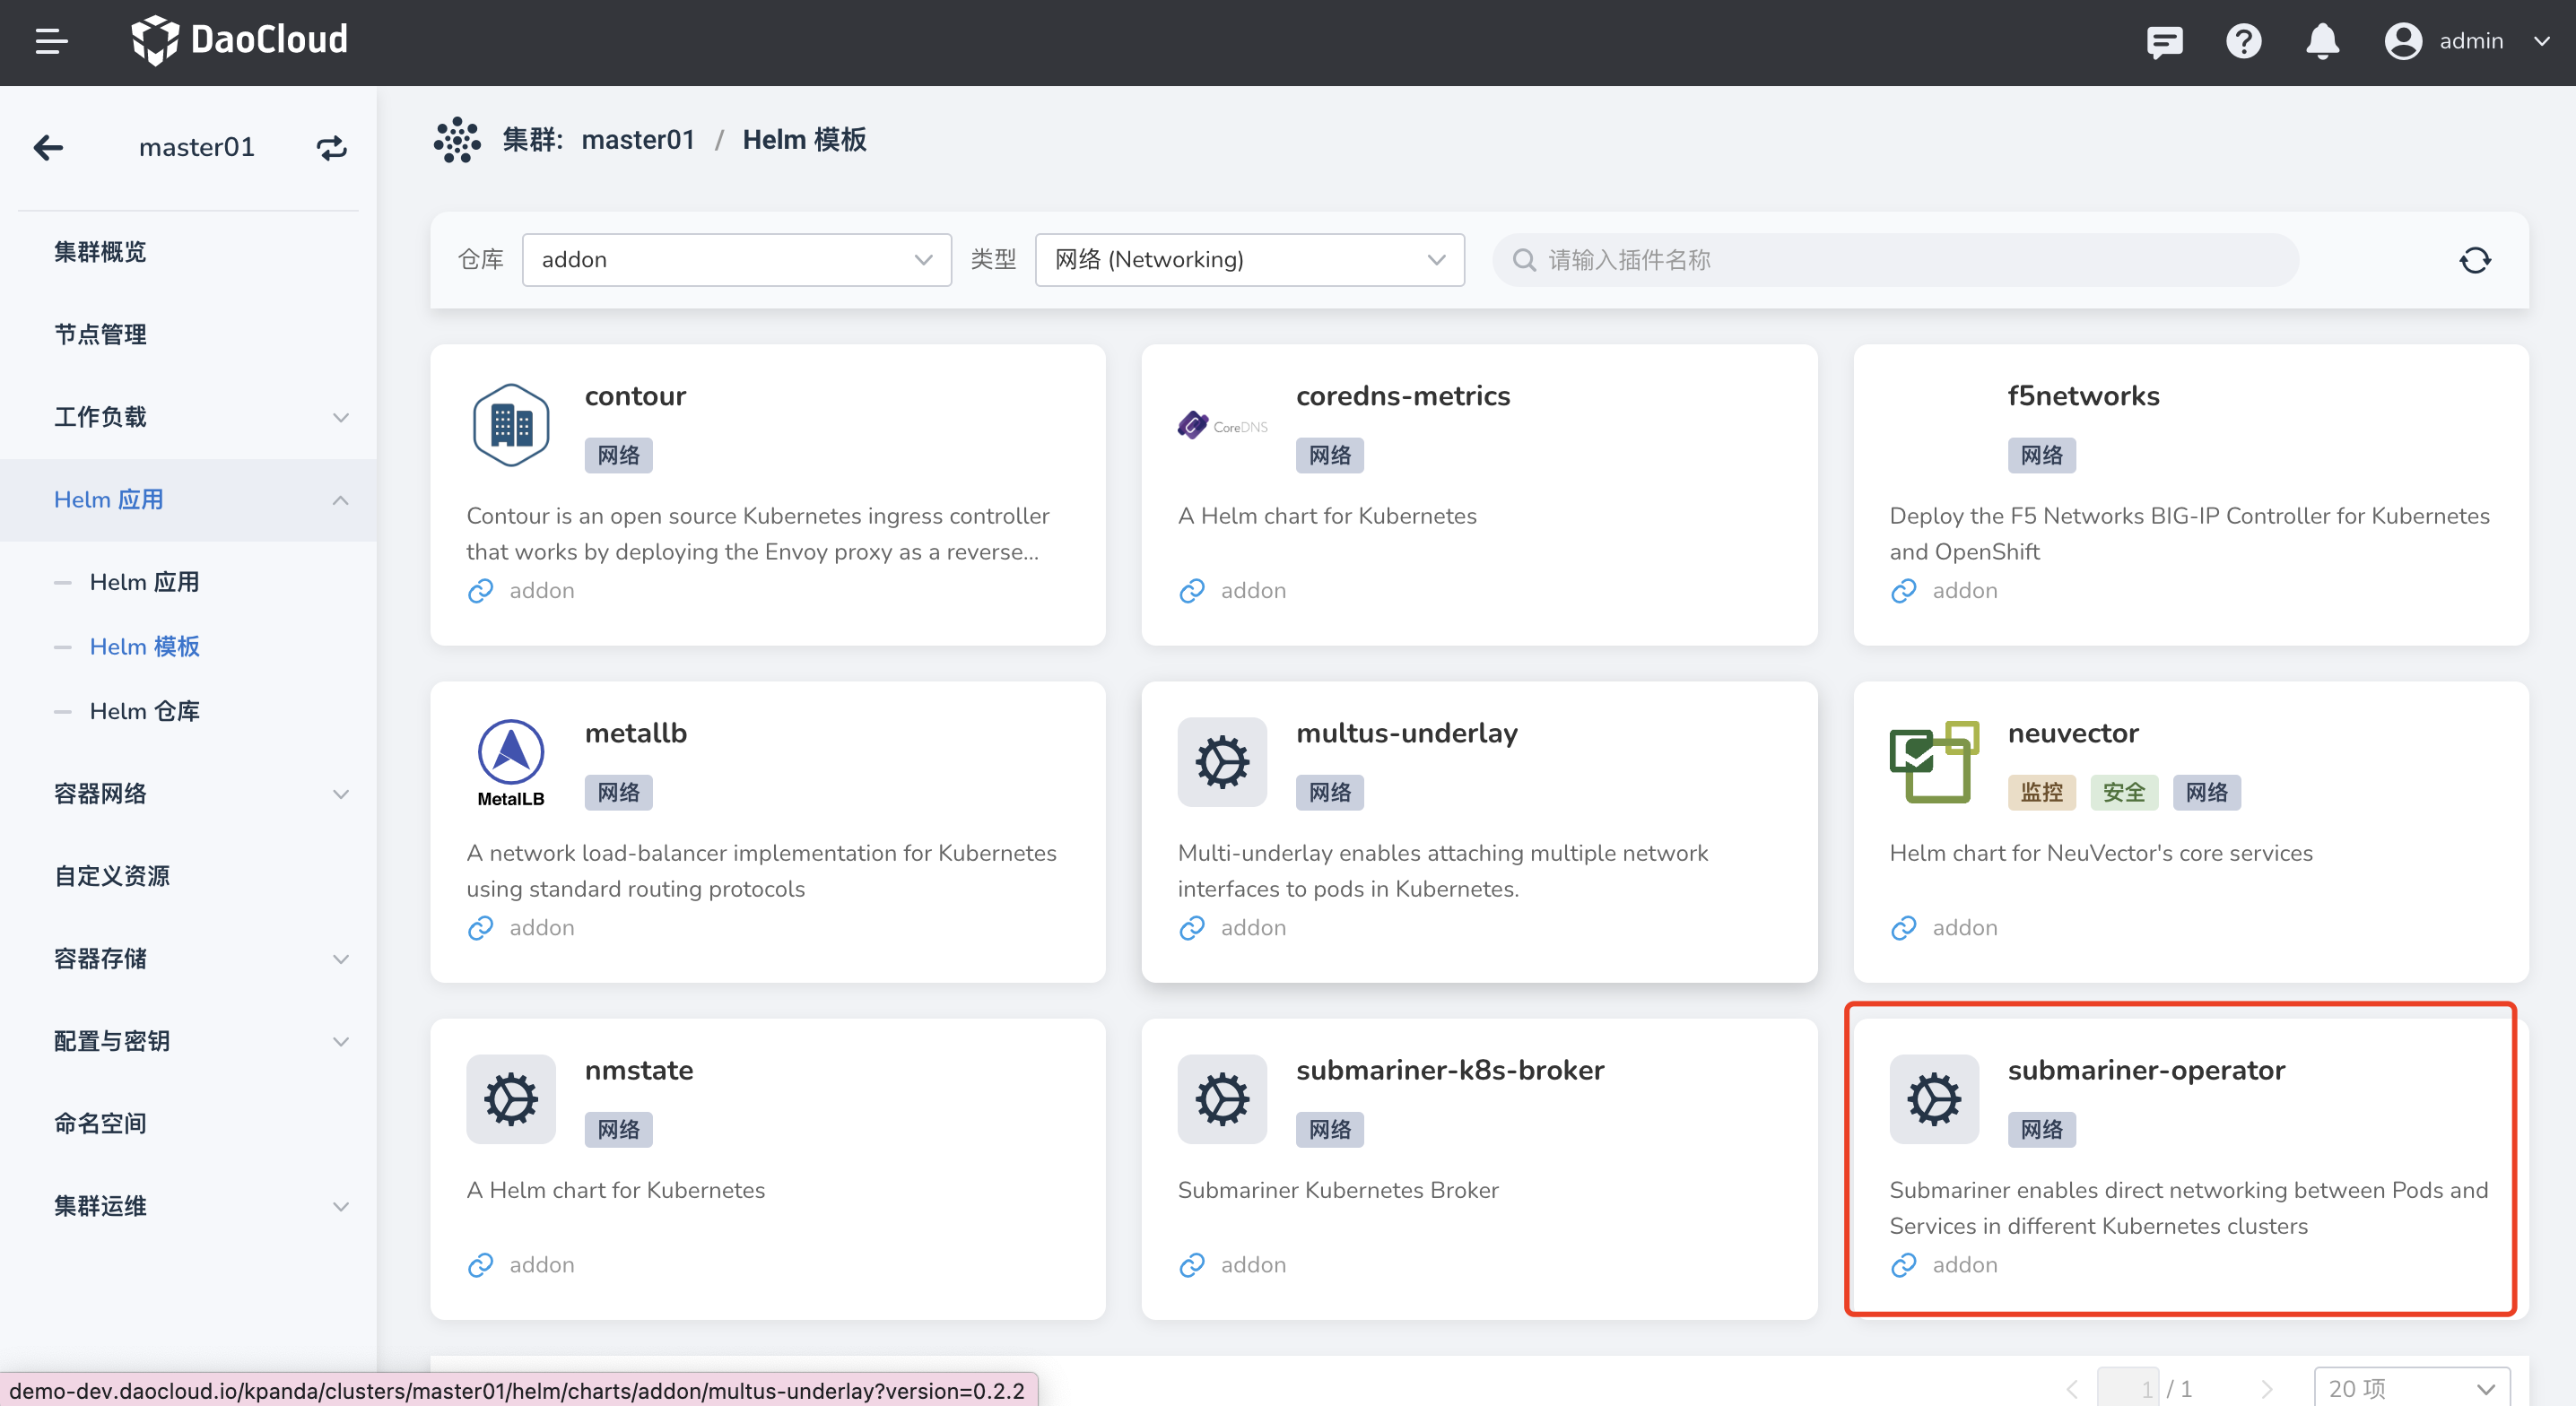 DaoCloud
admin
master01
集群概览
节点管理
工作负载
Helm 应用
Helm 应用
Helm 模板
Helm 仓库
容器网络
自定义资源
容器存储
配置与密钥
命名空间
集群运维
集群: master01 / Helm 模板
仓库 addon 类型 网络 (Networking) 请输入插件名称
contour
网络
Contour is an open source Kubernetes ingress controller
that works by deploying the Envoy proxy as a reverse...
addon
CoreDNS
coredns-metrics
网络
A Helm chart for Kubernetes
addon
f5networks
网络
Deploy the F5 Networks BIG-IP Controller for Kubernetes
and OpenShift
addon
MetalLB
metallb
网络
A network load-balancer implementation for Kubernetes
using standard routing protocols
addon
multus-underlay
网络
Multi-underlay enables attaching multiple network
interfaces to pods in Kubernetes.
addon
neuvector
监控 安全 网络
Helm chart for NeuVector's core services
addon
nmstate
网络
A Helm chart for Kubernetes
addon
submariner-k8s-broker
网络
Submariner Kubernetes Broker
addon
submariner-operator
网络
Submariner enables direct networking between Pods and
Services in different Kubernetes clusters
addon
1 / 1 20 项
demo-dev.daocloud.io/kpanda/clusters/master01/helm/charts/addon/multus-underlay?version=0.2.2